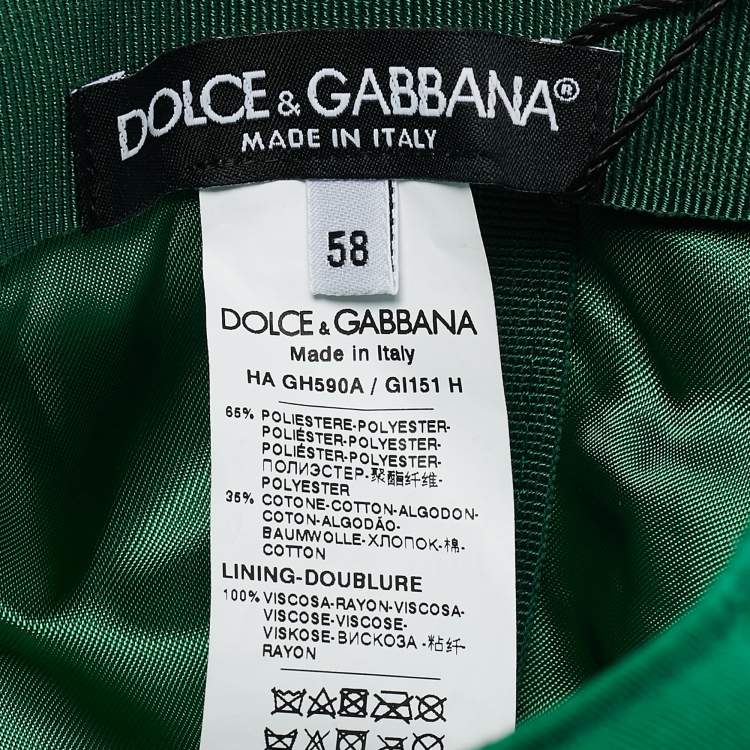 DOLCE & GABBANA®
MADE IN ITALY
58
DOLCE & GABBANA
Made in Italy
HA GH590A / GI151 H
65% POLIESTERE-POLYESTER-
POLIÉSTER-POLYESTER-
POLIÉSTER-POLYESTER-
ПОЛИЭСТЕР-聚酯纤维-
POLYESTER
35% COTONE-COTTON-ALGODON-
COTON-ALGODÃO-
BAUMWOLLE-ХЛОПОК-棉-
COTTON
LINING-DOUBLURE
100% VISCOSA-RAYON-VISCOSA-
VISCOSE-VISCOSE-
VISKOSE-ВИСКОЗА-粘纤-
RAYON